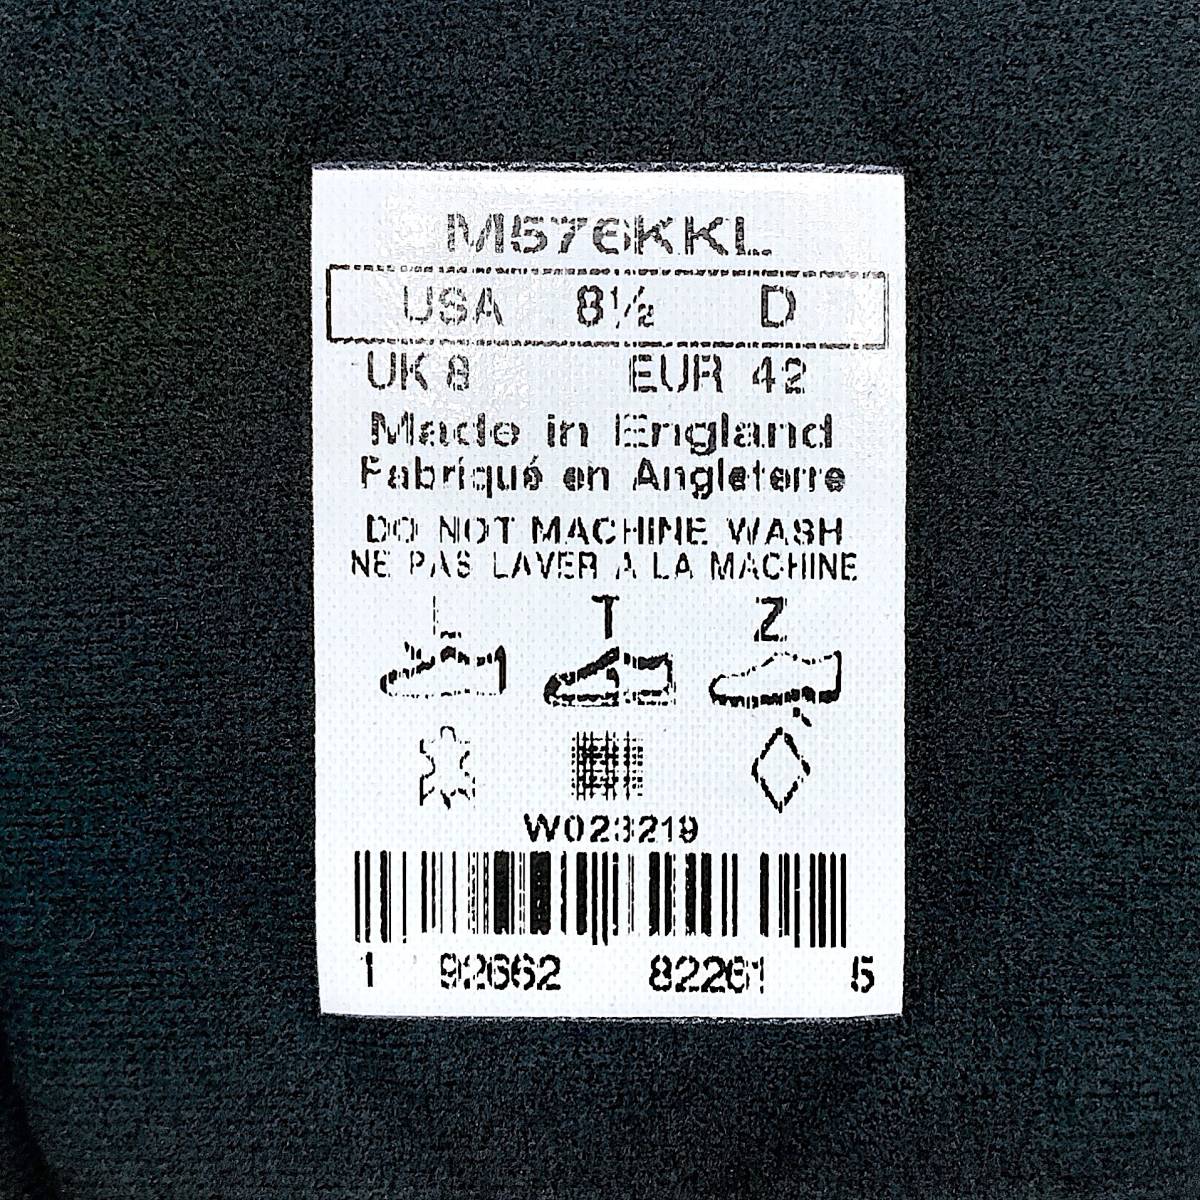 M576KKL
USA 8½ D
UK 8 EUR 42
Made in England
Fabriqué en Angleterre
DO NOT MACHINE WASH
NE PAS LAVER A LA MACHINE
L T Z
W023219
1 92662 82261 5